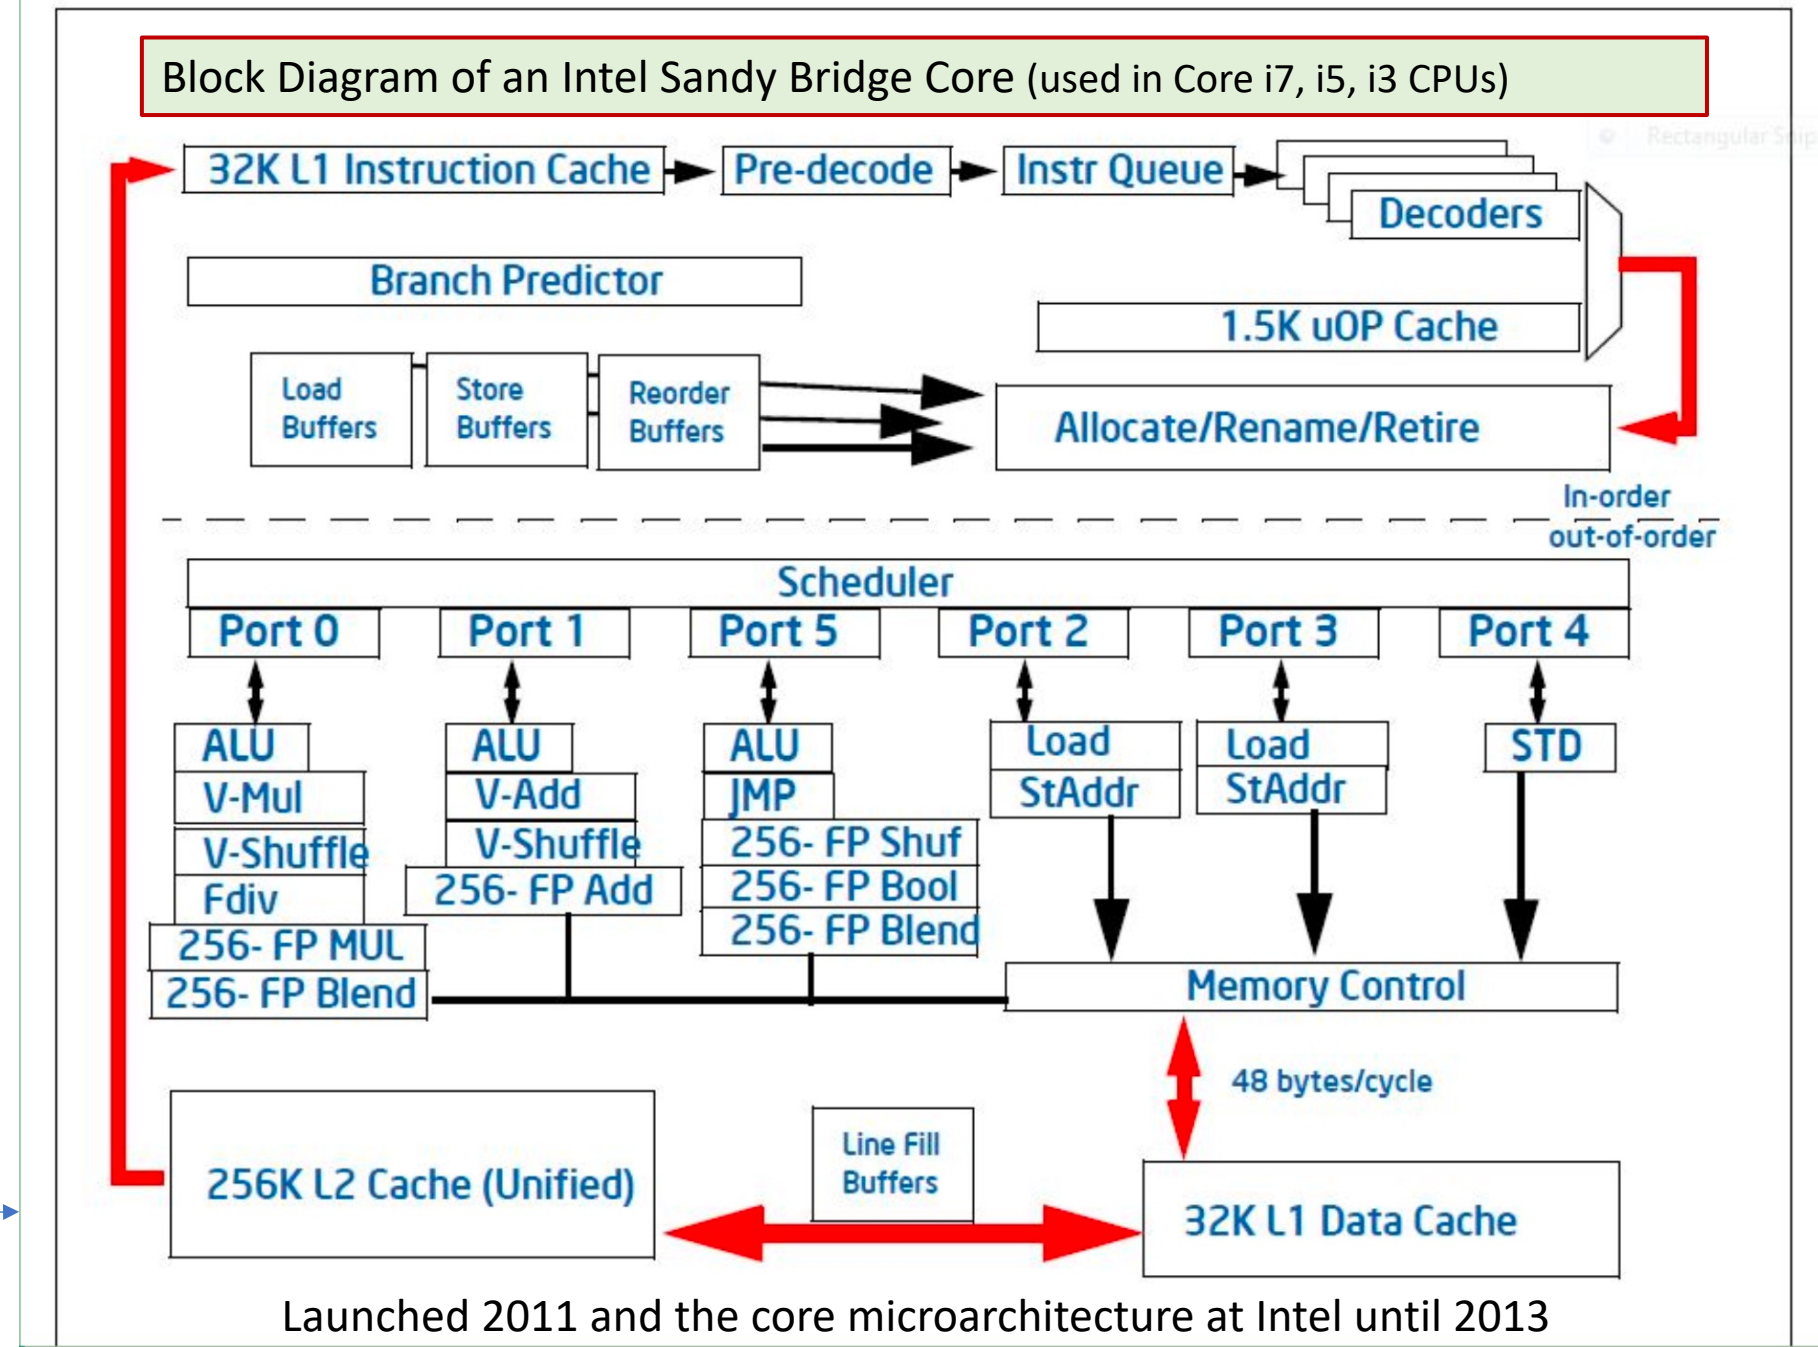 Block Diagram of an Intel Sandy Bridge Core (used in Core i7, i5, i3 CPUs)
Rectangular Snip
32K L1 Instruction Cache
Pre-decode
Instr Queue
Decoders
Branch Predictor
1.5K uOP Cache
Load
Buffers
Store
Buffers
Reorder
Buffers
Allocate/Rename/Retire
In-order
out-of-order
Scheduler
Port 0
Port 1
Port 5
Port 2
Port 3
Port 4
ALU
V-Mul
V-Shuffle
Fdiv
256- FP MUL
256- FP Blend
ALU
V-Add
V-Shuffle
256- FP Add
ALU
JMP
256- FP Shuf
256- FP Bool
256- FP Blend
Load
StAddr
Load
StAddr
STD
Memory Control
48 bytes/cycle
256K L2 Cache (Unified)
Line Fill
Buffers
32K L1 Data Cache
Launched 2011 and the core microarchitecture at Intel until 2013